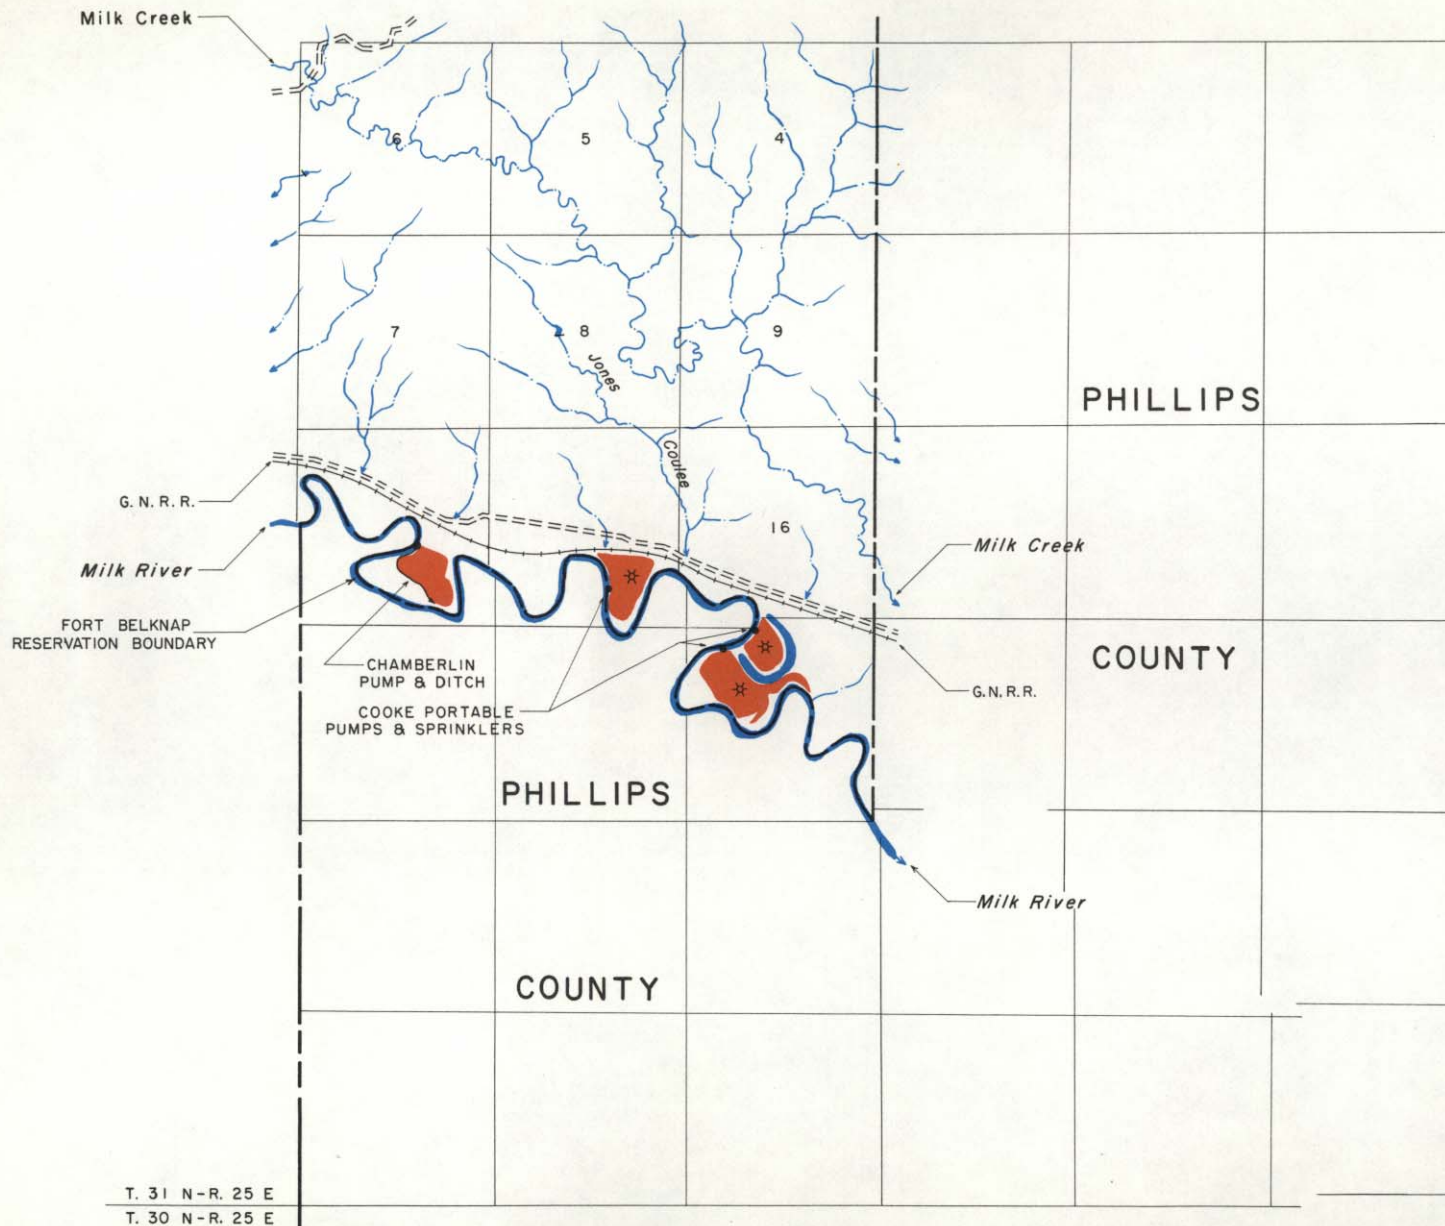 Milk Creek
6
5
4
7
8
9
Jones
Coulee
PHILLIPS
G.N.R.R.
16
Milk River
Milk Creek
FORT BELKNAP
RESERVATION BOUNDARY
CHAMBERLIN
PUMP & DITCH
COUNTY
G.N.R.R.
COOKE PORTABLE
PUMPS & SPRINKLERS
PHILLIPS
Milk River
COUNTY
T. 31 N-R. 25 E
T. 30 N-R. 25 E